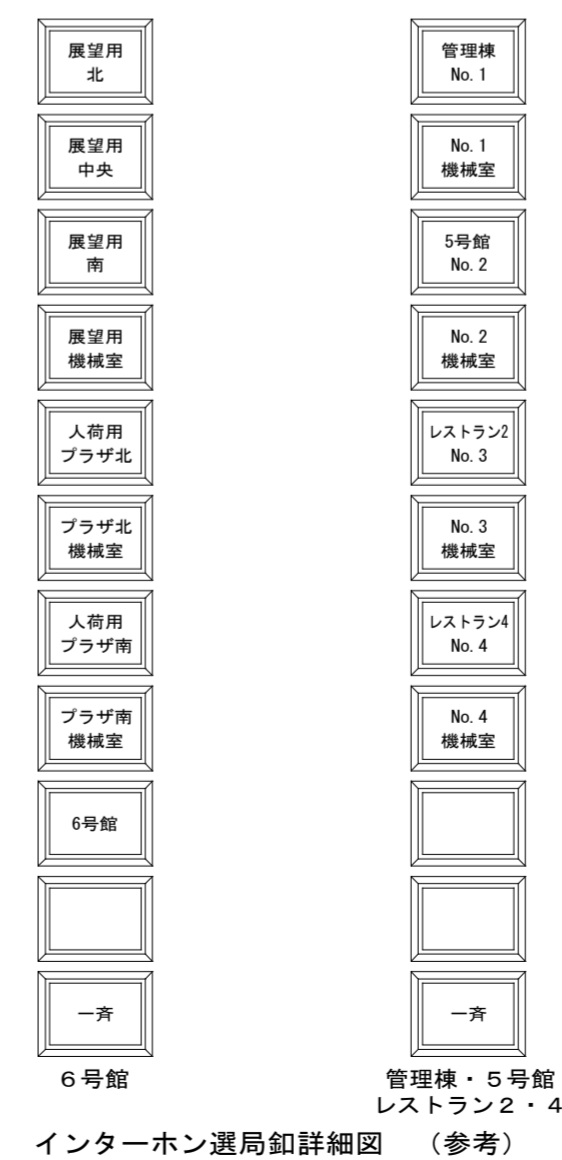 展望用
北
展望用
中央
展望用
南
展望用
機械室
人荷用
プラザ北
プラザ北
機械室
人荷用
プラザ南
プラザ南
機械室
6号館
一斉
６号館
管理棟
No. 1
No. 1
機械室
5号館
No. 2
No. 2
機械室
レストラン2
No. 3
No. 3
機械室
レストラン4
No. 4
No. 4
機械室
一斉
管理棟・５号館
レストラン２・４
インターホン選局釦詳細図　（参考）